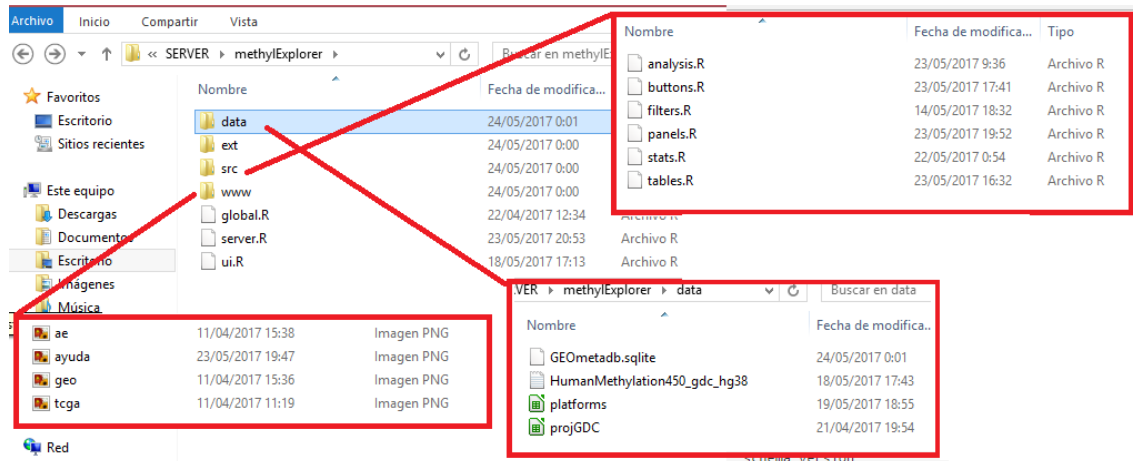 Archivo Inicio Compartir Vista
« SERVER methylExplorer
Buscar en methylE
Favoritos
Escritorio
Sitios recientes
Este equipo
Descargas
Documentos
Escritorio
Imágenes
Música
Red
Nombre Fecha de modifica...
data 24/05/2017 0:01
ext 24/05/2017 0:00
src 24/05/2017 0:00
www 24/05/2017 0:00
global.R 22/04/2017 12:34 Archivo R
server.R 23/05/2017 20:53 Archivo R
ui.R 18/05/2017 17:13 Archivo R
Nombre Fecha de modifica... Tipo
analysis.R 23/05/2017 9:36 Archivo R
buttons.R 23/05/2017 17:41 Archivo R
filters.R 14/05/2017 18:32 Archivo R
panels.R 23/05/2017 19:52 Archivo R
stats.R 22/05/2017 0:54 Archivo R
tables.R 23/05/2017 16:32 Archivo R
ae 11/04/2017 15:38 Imagen PNG
ayuda 23/05/2017 19:47 Imagen PNG
geo 11/04/2017 15:36 Imagen PNG
tcga 11/04/2017 11:19 Imagen PNG
.VER methylExplorer data
Buscar en data
Nombre Fecha de modifica..
GEOmetadb.sqlite 24/05/2017 0:01
HumanMethylation450_gdc_hg38 18/05/2017 17:43
platforms 19/05/2017 18:55
projGDC 21/04/2017 19:54